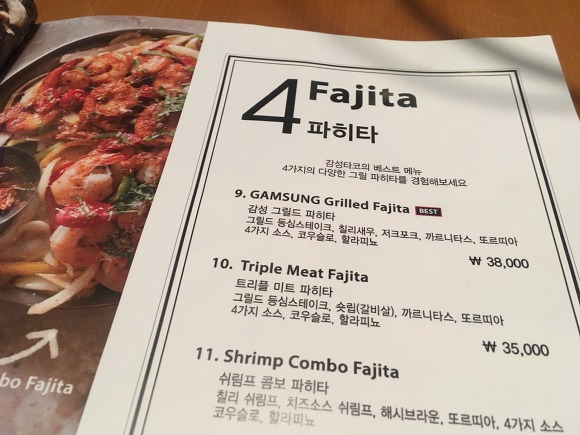 4 Fajita
파히타
감성타코의 베스트 메뉴
4가지의 다양한 그릴 파히타를 경험해보세요
9. GAMSUNG Grilled Fajita BEST
감성 그릴드 파히타
그릴드 등심스테이크, 칠리새우, 저크포크, 까르니타스, 또르띠아
4가지 소스, 코우슬로, 할라피뇨
₩ 38,000
10. Triple Meat Fajita
트리플 미트 파히타
그릴드 등심스테이크, 숏립(갈비살), 까르니타스, 또르띠아
4가지 소스, 코우슬로, 할라피뇨
₩ 35,000
11. Shrimp Combo Fajita
쉬림프 콤보 파히타
칠리 쉬림프, 치즈소스 쉬림프, 해시브라운, 또르띠아, 4가지 소스
코우슬로, 할라피뇨
bo Fajita